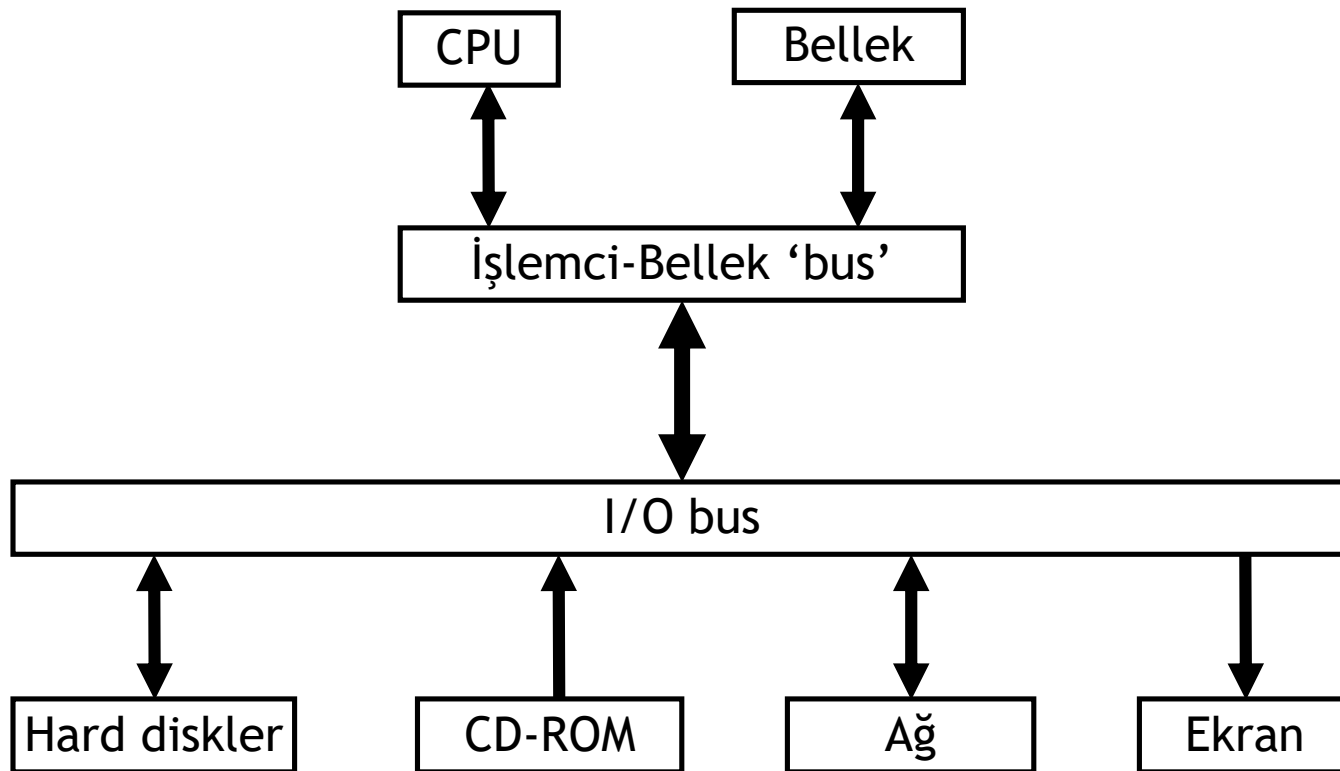 CPU
Bellek
İşlemci-Bellek ‘bus’
I/O bus
Hard diskler
CD-ROM
Ağ
Ekran